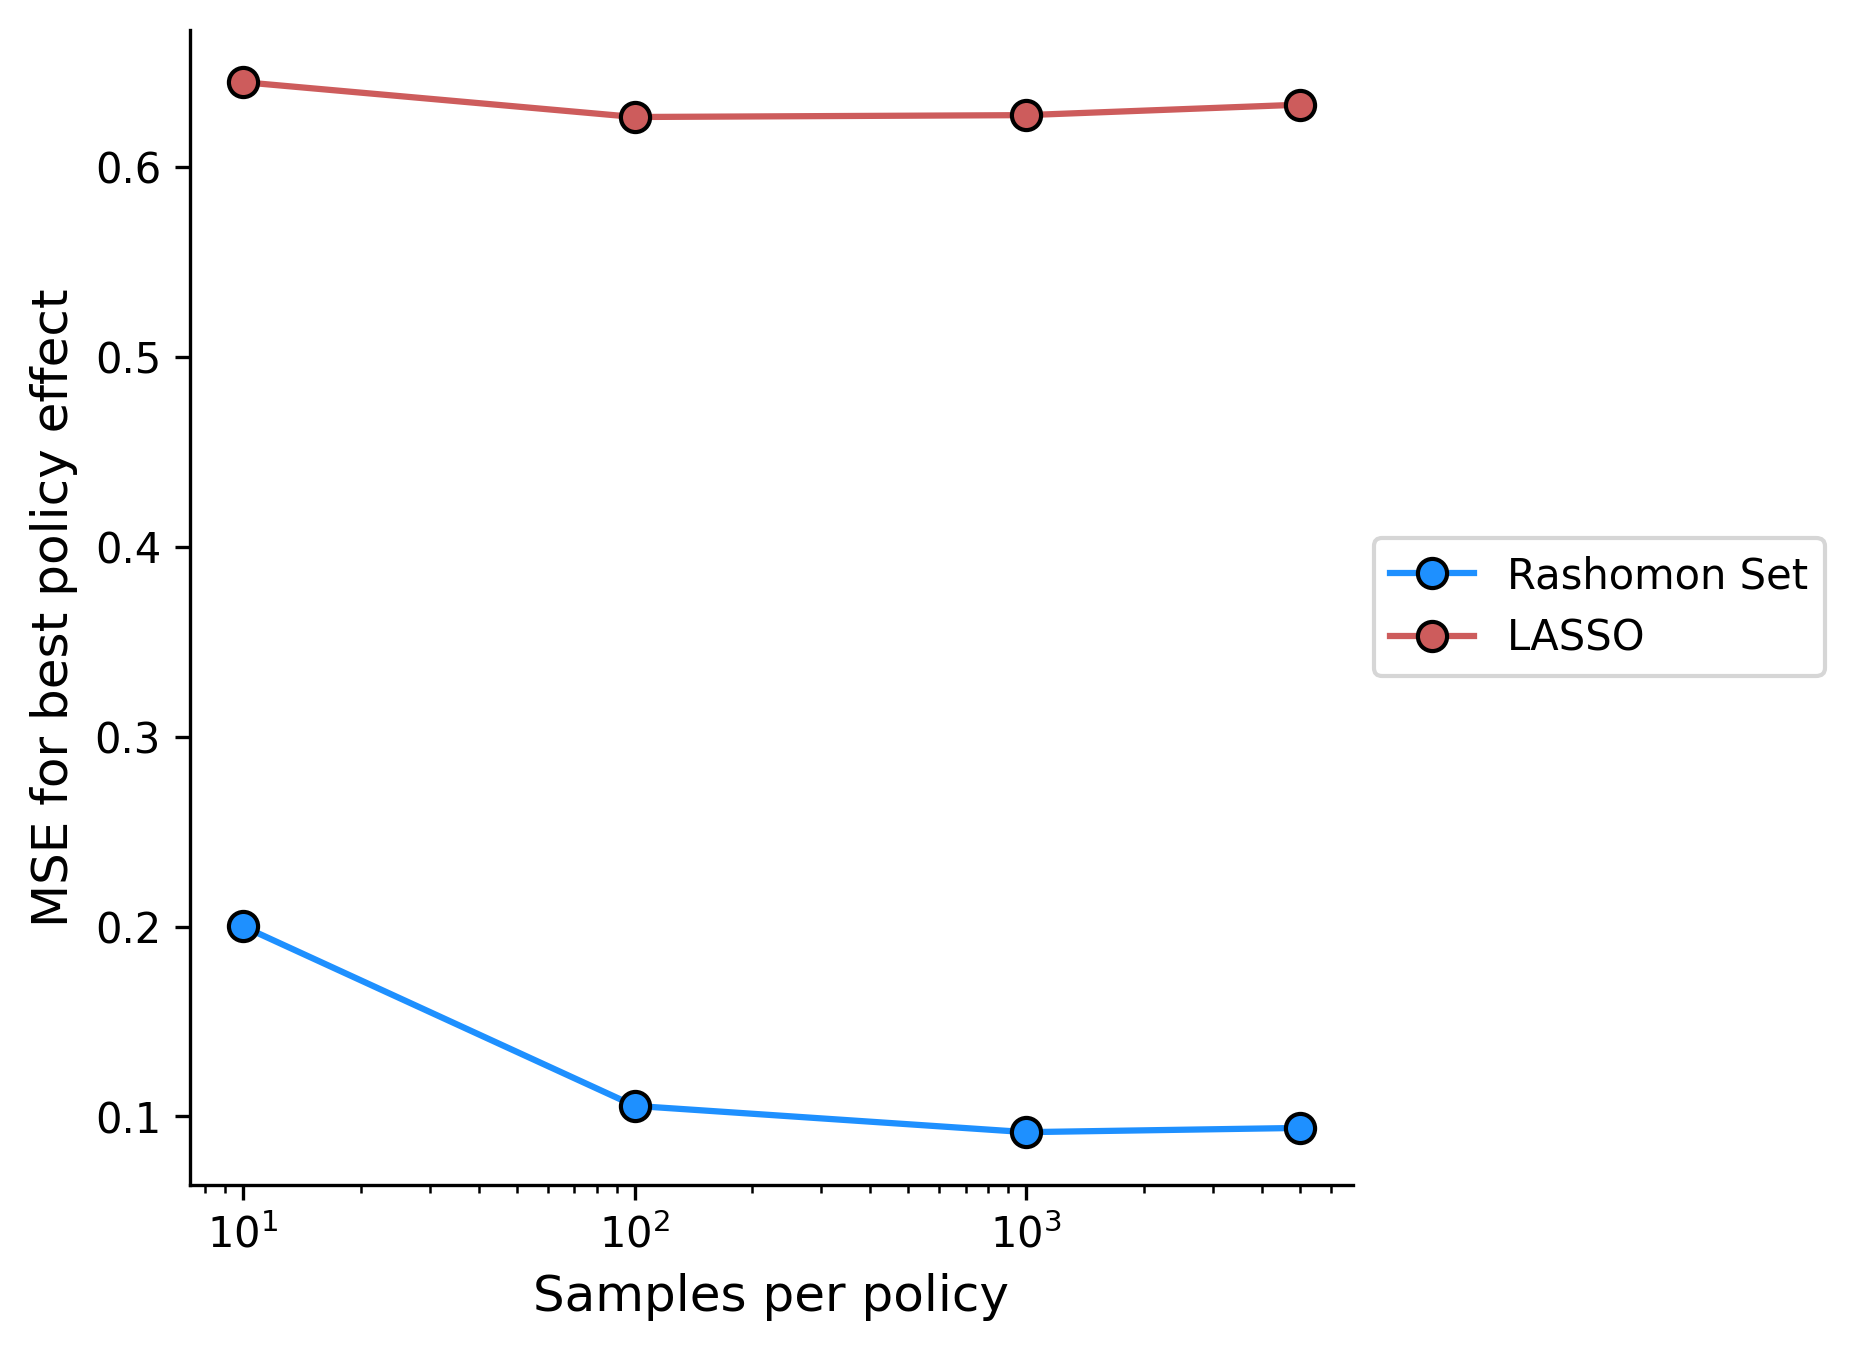 MSE for best policy effect
0.6
0.5
0.4
0.3
0.2
0.1
10¹ 10² 10³
Samples per policy
Rashomon Set
LASSO